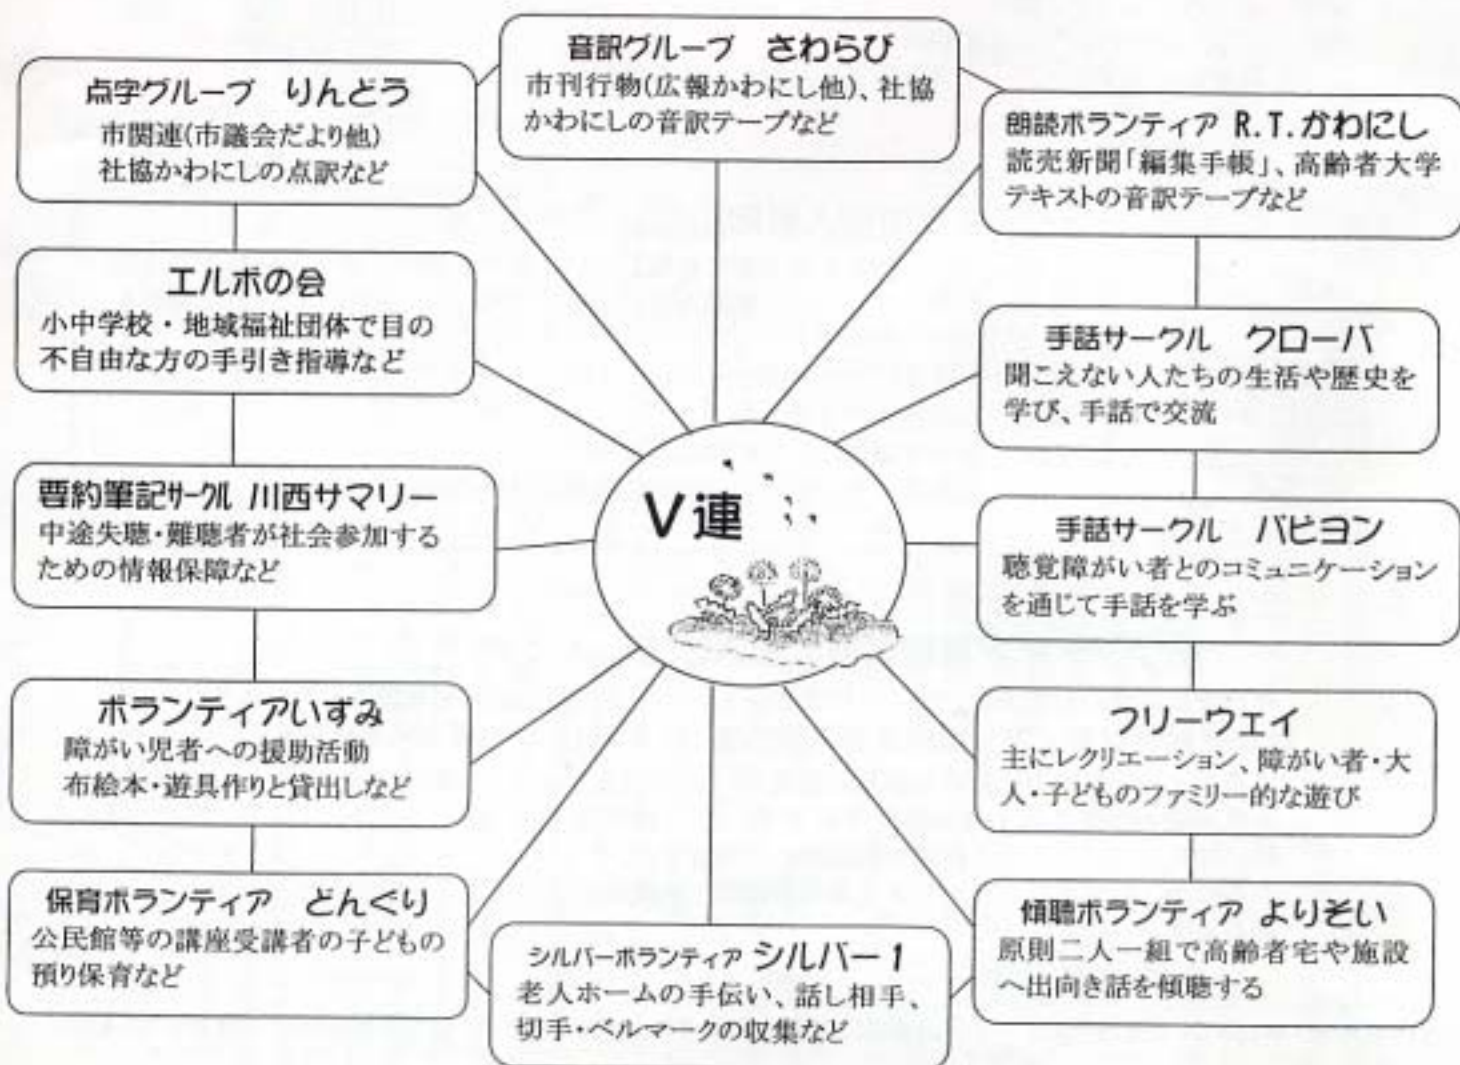 音訳グループ さわらび
市刊行物(広報かわにし他)、社協
かわにしの音訳テープなど
点字グループ りんどう
市関連(市議会だより他)
社協かわにしの点訳など
朗読ボランティア R.T.かわにし
読売新聞「編集手帳」、高齢者大学
テキストの音訳テープなど
エルボの会
小中学校・地域福祉団体で目の
不自由な方の手引き指導など
手話サークル クローバ
聞こえない人たちの生活や歴史を
学び、手話で交流
要約筆記サークル 川西サマリー
中途失聴・難聴者が社会参加する
ための情報保障など
V連
手話サークル パピヨン
聴覚障がい者とのコミュニケーション
を通じて手話を学ぶ
ボランティアいずみ
障がい児者への援助活動
布絵本・遊具作りと貸出しなど
フリーウェイ
主にレクリエーション、障がい者・大
人・子どものファミリー的な遊び
保育ボランティア どんぐり
公民館等の講座受講者の子どもの
預り保育など
シルバーボランティア シルバー1
老人ホームの手伝い、話し相手、
切手・ベルマークの収集など
傾聴ボランティア よりそい
原則二人一組で高齢者宅や施設
へ出向き話を傾聴する